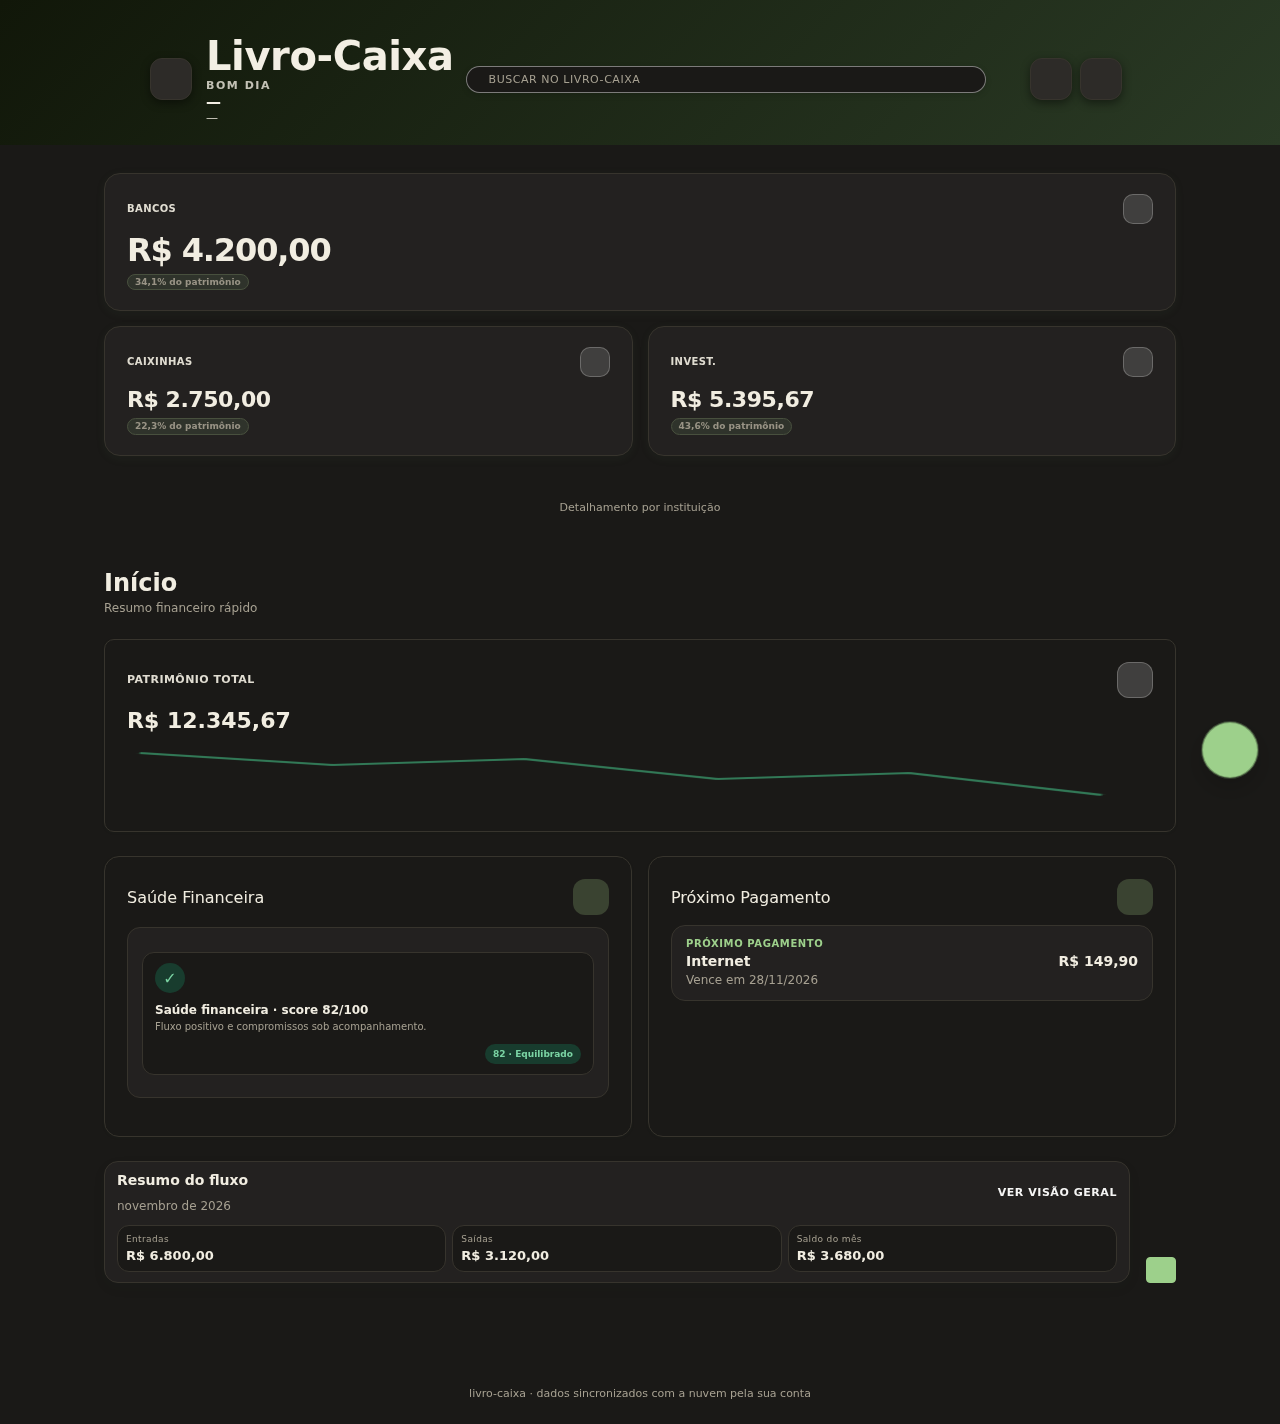 Livro-Caixa
BOM DIA
—
—
BUSCAR NO LIVRO-CAIXA
BANCOS
R$ 4.200,00
34,1% do patrimônio
CAIXINHAS
R$ 2.750,00
22,3% do patrimônio
INVEST.
R$ 5.395,67
43,6% do patrimônio
Detalhamento por instituição
Início
Resumo financeiro rápido
PATRIMÔNIO TOTAL
R$ 12.345,67
Saúde Financeira
✓
Saúde financeira · score 82/100
Fluxo positivo e compromissos sob acompanhamento.
82 · Equilibrado
Próximo Pagamento
PRÓXIMO PAGAMENTO
Internet
R$ 149,90
Vence em 28/11/2026
Resumo do fluxo
novembro de 2026
VER VISÃO GERAL
Entradas
R$ 6.800,00
Saídas
R$ 3.120,00
Saldo do mês
R$ 3.680,00
livro-caixa · dados sincronizados com a nuvem pela sua conta